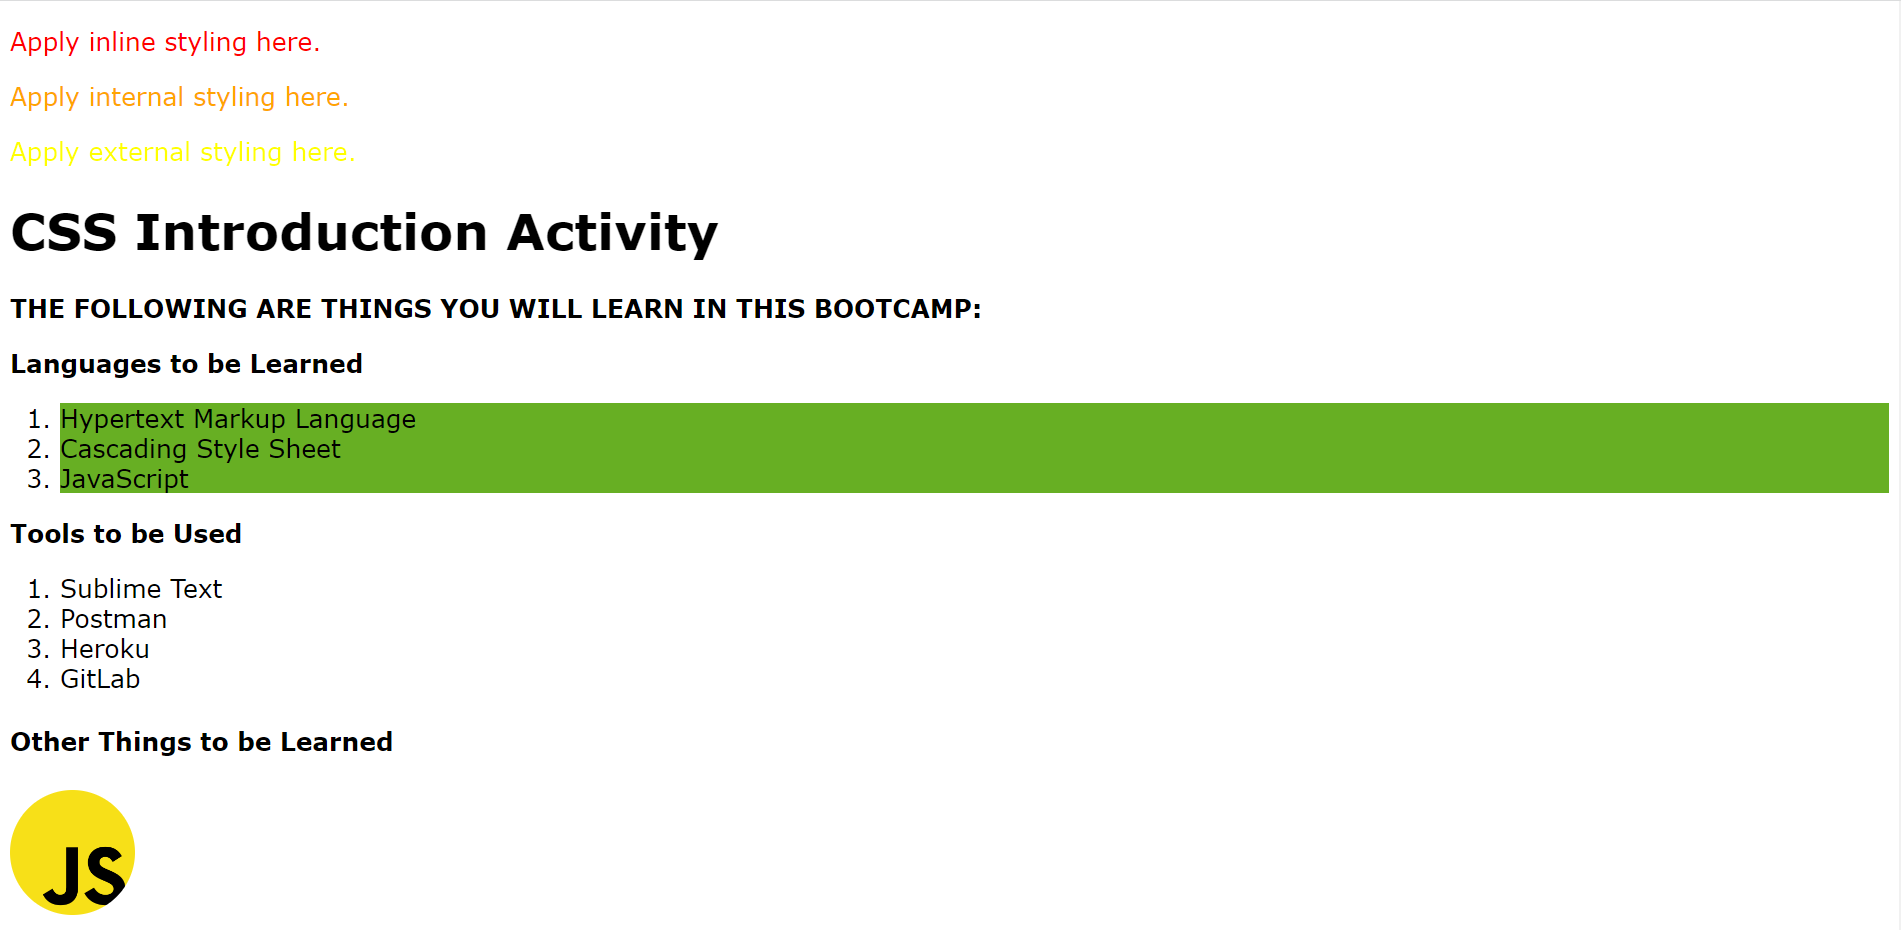 Apply inline styling here.
Apply internal styling here.
Apply external styling here.
CSS Introduction Activity
THE FOLLOWING ARE THINGS YOU WILL LEARN IN THIS BOOTCAMP:
Languages to be Learned
1. Hypertext Markup Language
2. Cascading Style Sheet
3. JavaScript
Tools to be Used
1. Sublime Text
2. Postman
3. Heroku
4. GitLab
Other Things to be Learned
JS